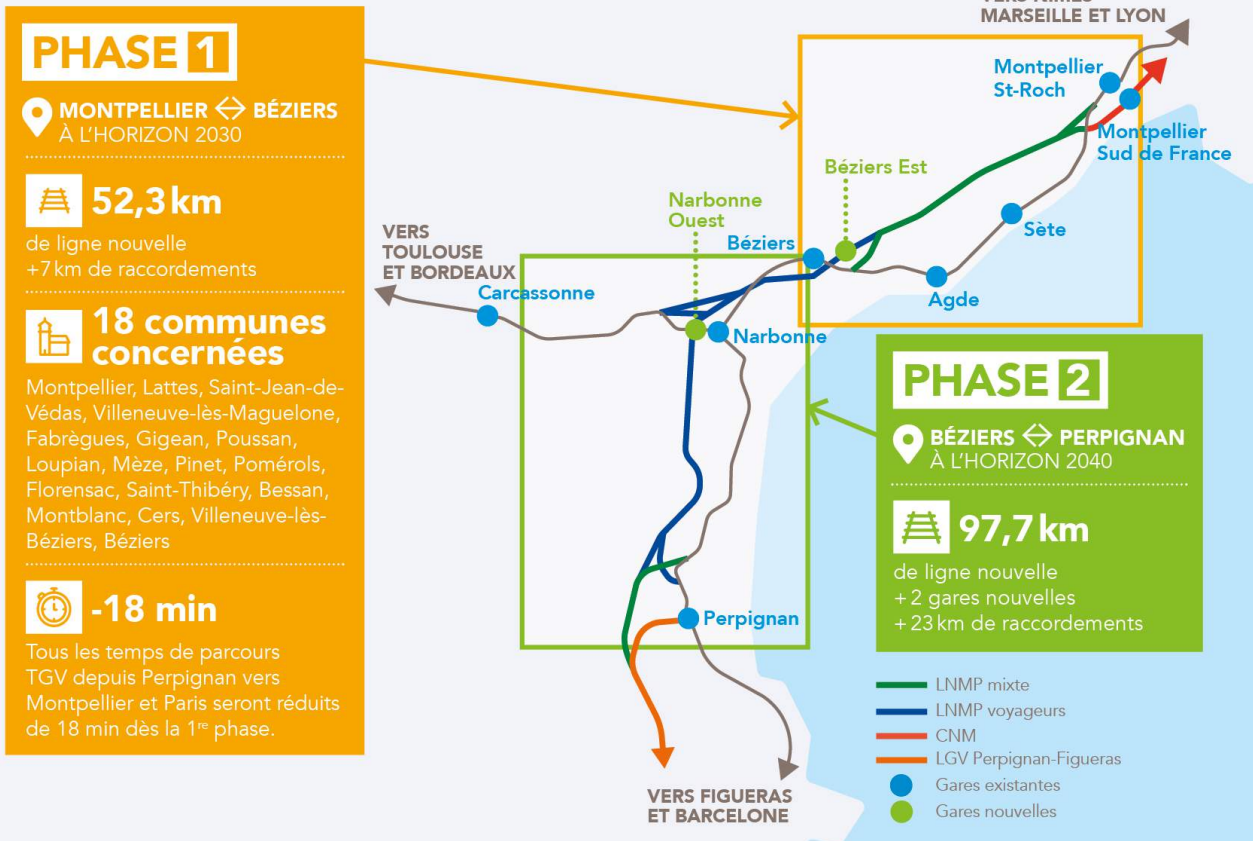 PHASE 1
MONTPELLIER <-> BÉZIERS
À L'HORIZON 2030
52,3 km
de ligne nouvelle
+7 km de raccordements
18 communes
concernées
Montpellier, Lattes, Saint-Jean-de-
Védas, Villeneuve-lès-Maguelone,
Fabrègues, Gigean, Poussan,
Loupian, Mèze, Pinet, Pomérols,
Florensac, Saint-Thibéry, Bessan,
Montblanc, Cers, Villeneuve-lès-
Béziers, Béziers
-18 min
Tous les temps de parcours
TGV depuis Perpignan vers
Montpellier et Paris seront réduits
de 18 min dès la 1re phase.
VERS NÎMES
MARSEILLE ET LYON
Montpellier
St-Roch
Montpellier
Sud de France
Béziers Est
Narbonne
Ouest
Sète
Béziers
VERS
TOULOUSE
ET BORDEAUX
Carcassonne
Agde
Narbonne
Perpignan
VERS FIGUERAS
ET BARCELONE
PHASE 2
BÉZIERS <-> PERPIGNAN
À L'HORIZON 2040
97,7 km
de ligne nouvelle
+ 2 gares nouvelles
+ 23 km de raccordements
LNMP mixte
LNMP voyageurs
CNM
LGV Perpignan-Figueras
Gares existantes
Gares nouvelles